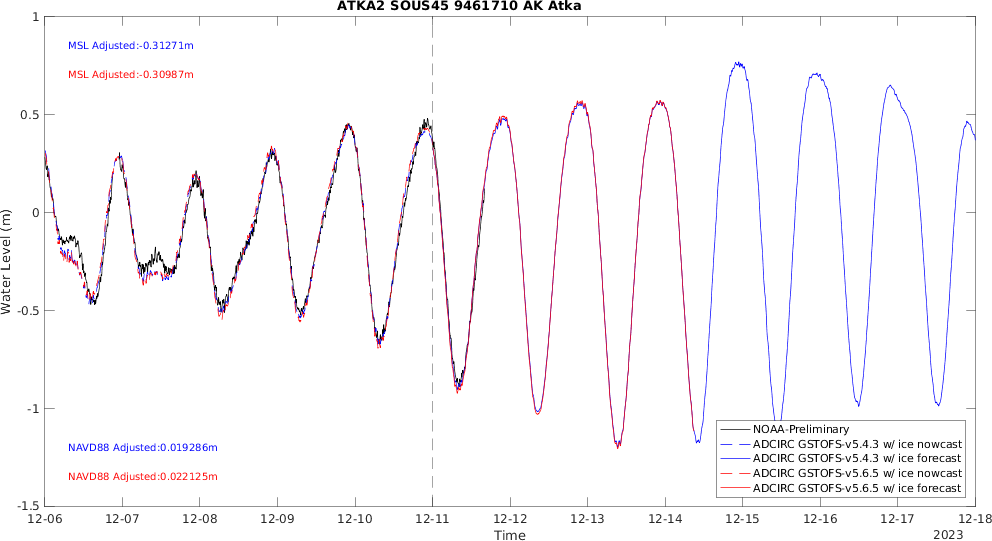 ATKA2 SOUS45 9461710 AK Atka
MSL Adjusted:-0.31271m
MSL Adjusted:-0.30987m
NAVD88 Adjusted:0.019286m
NAVD88 Adjusted:0.022125m
Water Level (m)
1
0.5
0
-0.5
-1
-1.5
NOAA-Preliminary
ADCIRC GSTOFS-v5.4.3 w/ ice nowcast
ADCIRC GSTOFS-v5.4.3 w/ ice forecast
ADCIRC GSTOFS-v5.6.5 w/ ice nowcast
ADCIRC GSTOFS-v5.6.5 w/ ice forecast
12-06 12-07 12-08 12-09 12-10 12-11 12-12 12-13 12-14 12-15 12-16 12-17 12-18
Time
2023